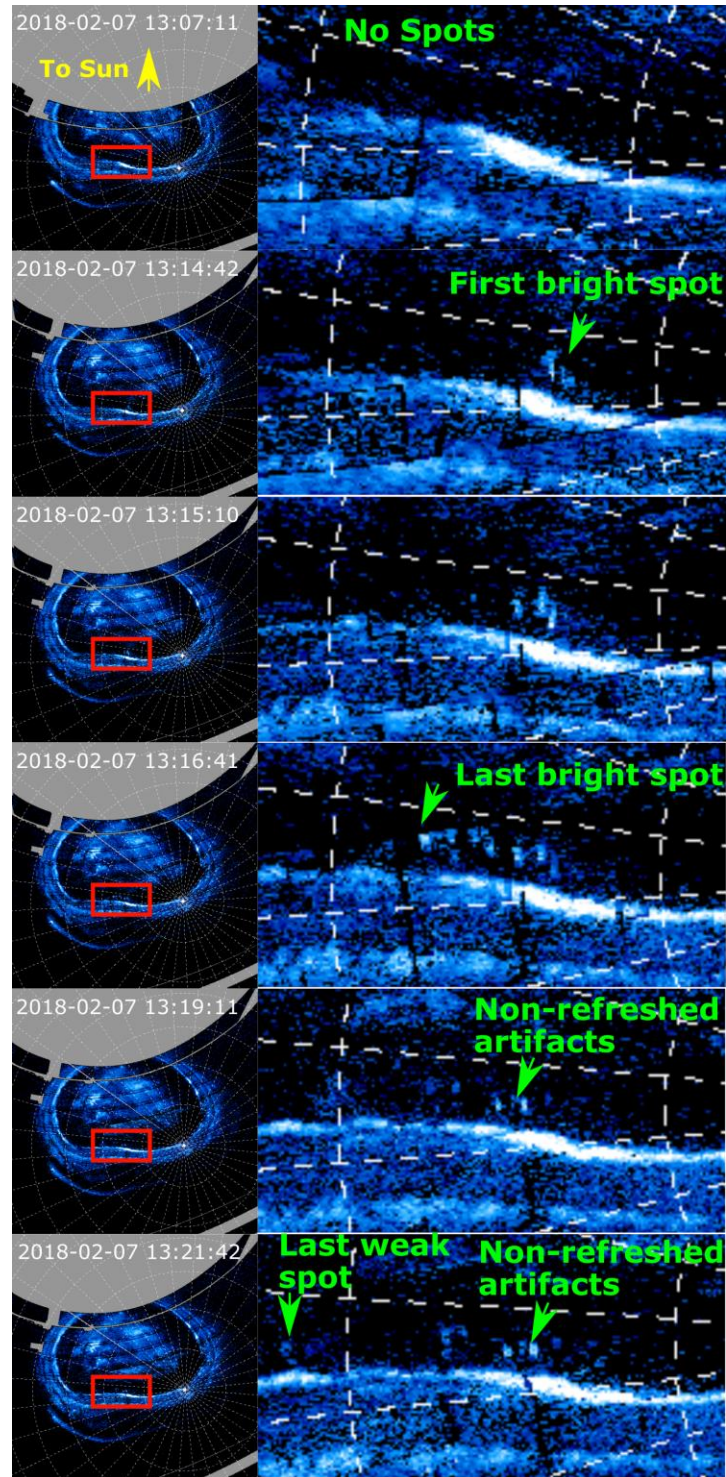 2018-02-07 13:07:11
To Sun
No Spots
2018-02-07 13:14:42
First bright spot
2018-02-07 13:15:10
2018-02-07 13:16:41
Last bright spot
2018-02-07 13:19:11
Non-refreshed
artifacts
2018-02-07 13:21:42
Last weak
spot
Non-refreshed
artifacts